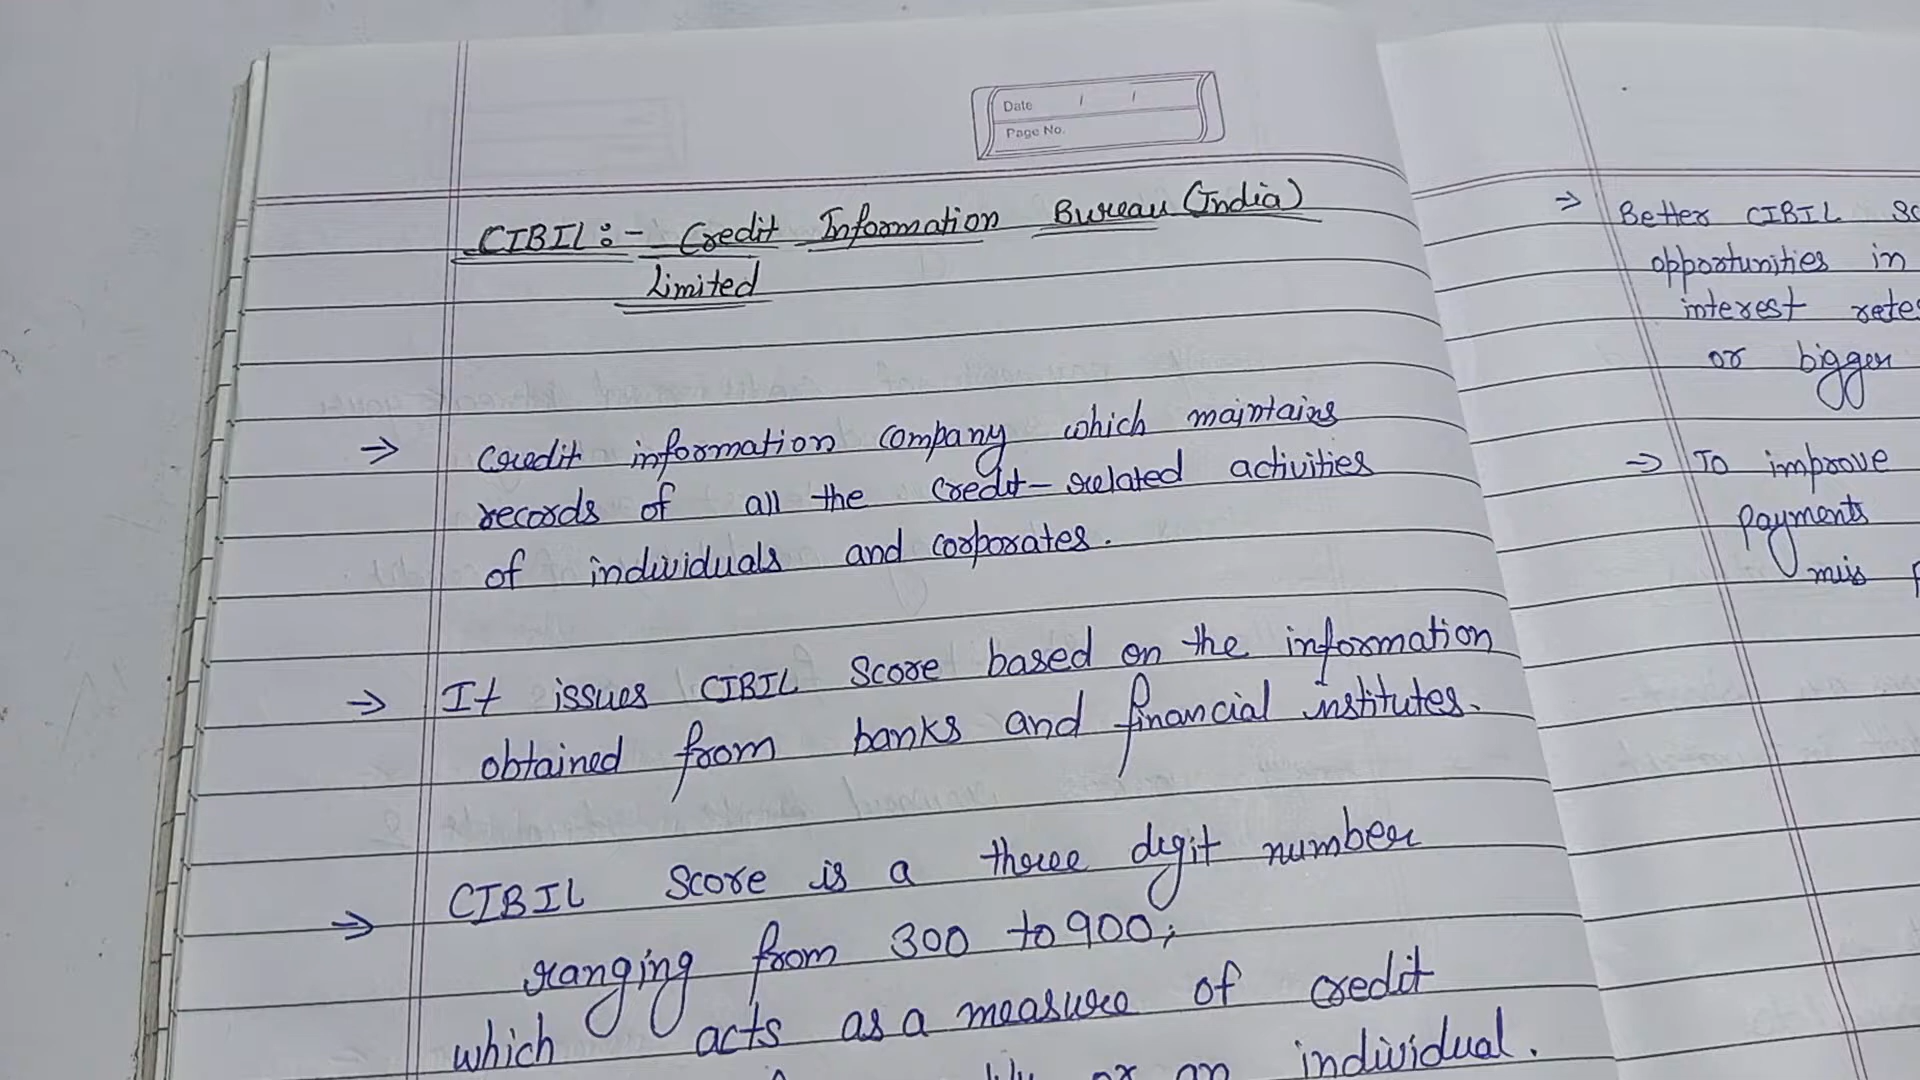 Date / /
Page No.
CIBIL:- Credit Information Bureau (India)
Limited
⇒ Credit information company which maintains
records of all the credit-related activities
of individuals and corporates.
⇒ It issues CIBIL Score based on the information
obtained from banks and financial institutes.
⇒ CIBIL Score is a three digit number
ranging from 300 to 900;
which acts as a measure of credit
or an individual.
⇒ Better CIBIL
opportunities in
interest
or bigger
⇒ To improve
payments
miss